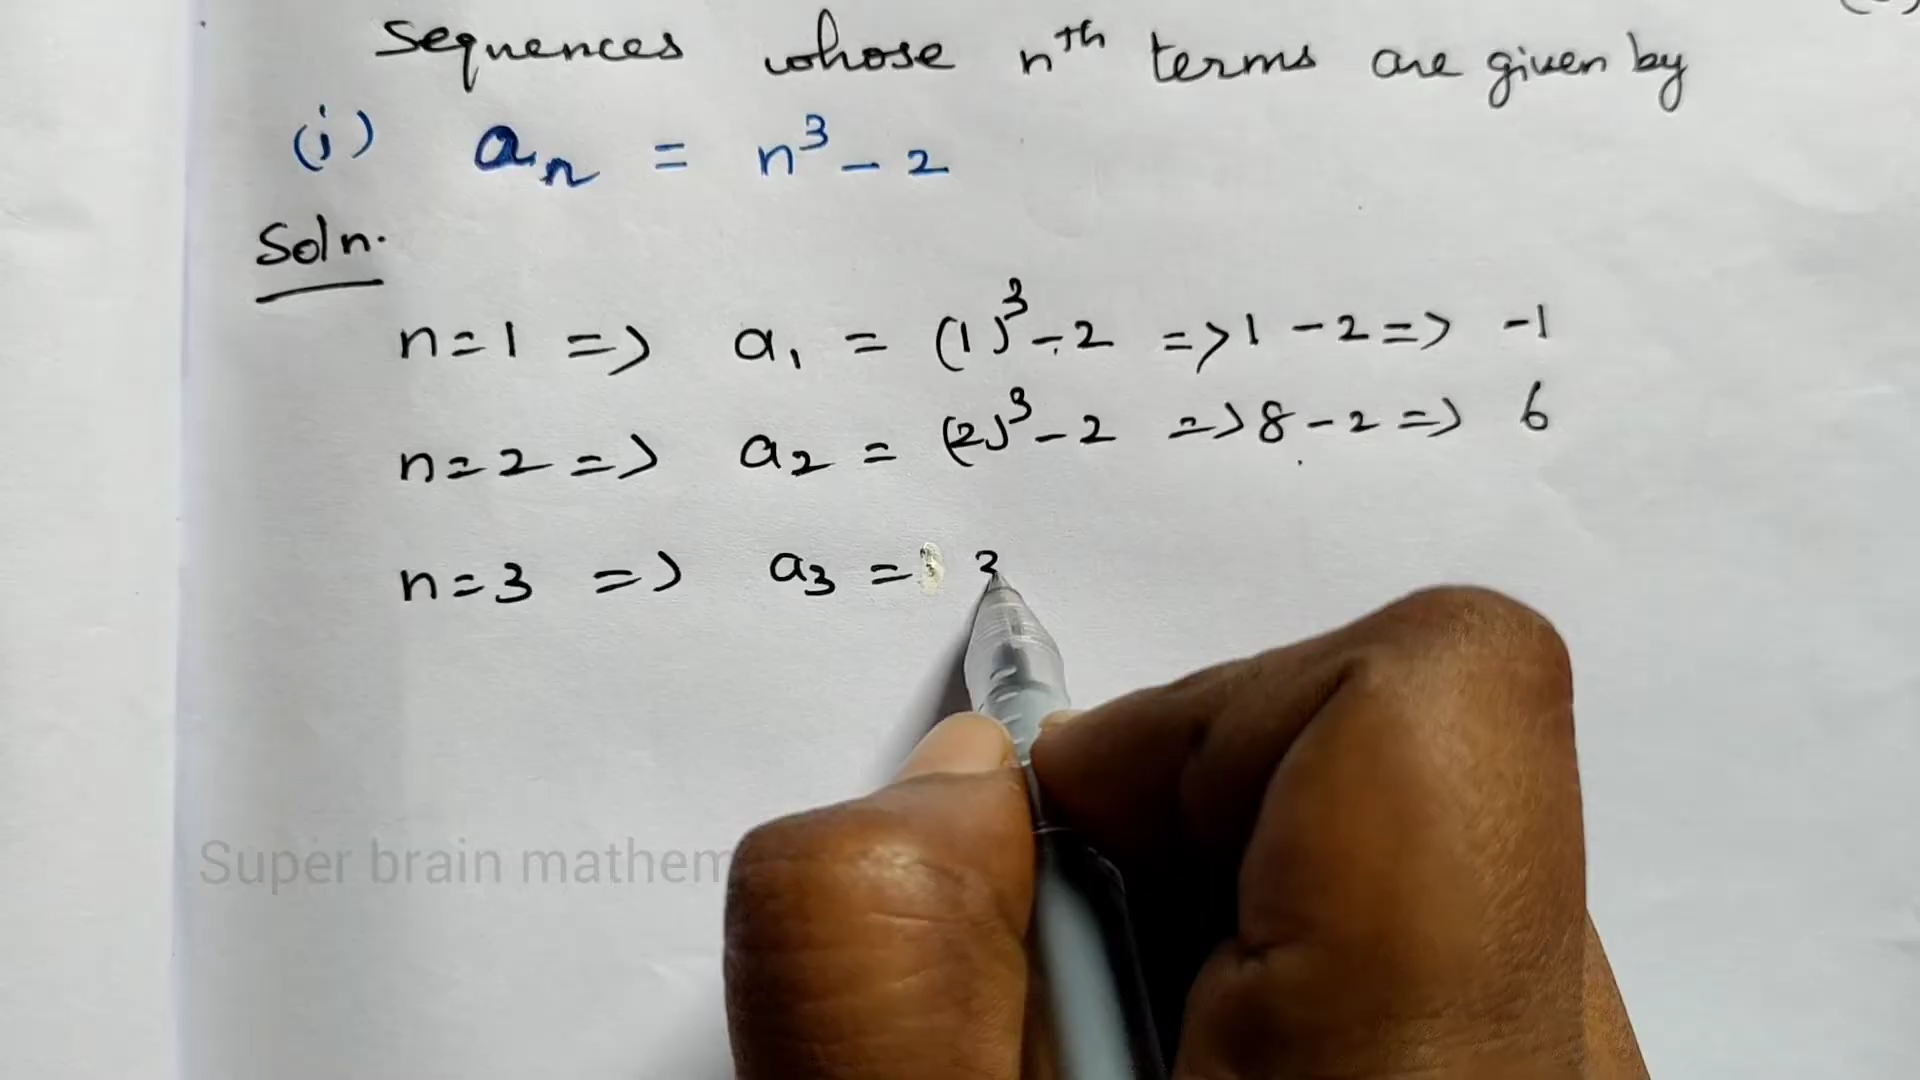 Sequences whose nth terms are given by
(i) an = n³ - 2
Soln.
n=1 => a₁ = (1)³ - 2 => 1 - 2 => -1
n=2 => a₂ = (2)³ - 2 => 8 - 2 => 6
n=3 => a₃ = 3
Super brain mathem